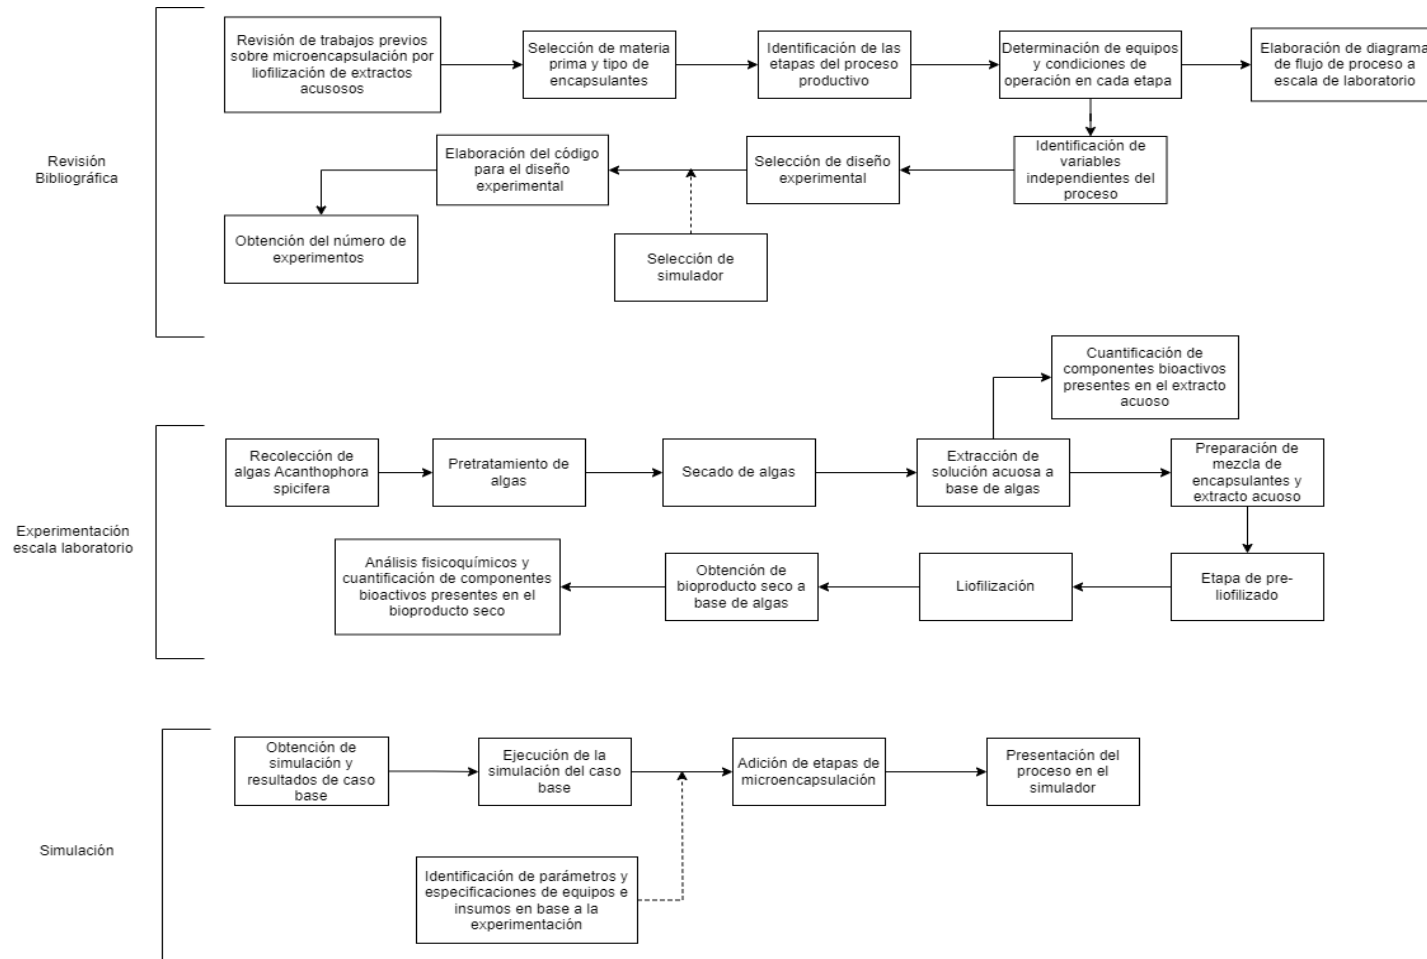 Revisión
Bibliográfica
Revisión de trabajos previos
sobre microencapsulación por
liofilización de extractos
acusosos
Selección de materia
prima y tipo de
encapsulantes
Identificación de las
etapas del proceso
productivo
Determinación de equipos
y condiciones de
operación en cada etapa
Elaboración de diagrama
de flujo de proceso a
escala de laboratorio
Identificación de
variables
independientes del
proceso
Selección de diseño
experimental
Elaboración del código
para el diseño
experimental
Selección de
simulador
Obtención del número de
experimentos
Experimentación
escala laboratorio
Recolección de
algas Acanthophora
spicifera
Pretratamiento de
algas
Secado de algas
Extracción de
solución acuosa a
base de algas
Cuantificación de
componentes bioactivos
presentes en el extracto
acuoso
Preparación de
mezcla de
encapsulantes y
extracto acuoso
Etapa de pre-
liofilizado
Liofilización
Obtención de
bioproducto seco a
base de algas
Análisis fisicoquímicos y
cuantificación de componentes
bioactivos presentes en el
bioproducto seco
Simulación
Obtención de
simulación y
resultados de caso
base
Ejecución de la
simulación del caso
base
Adición de etapas de
microencapsulación
Presentación del
proceso en el
simulador
Identificación de parámetros y
especificaciones de equipos e
insumos en base a la
experimentación